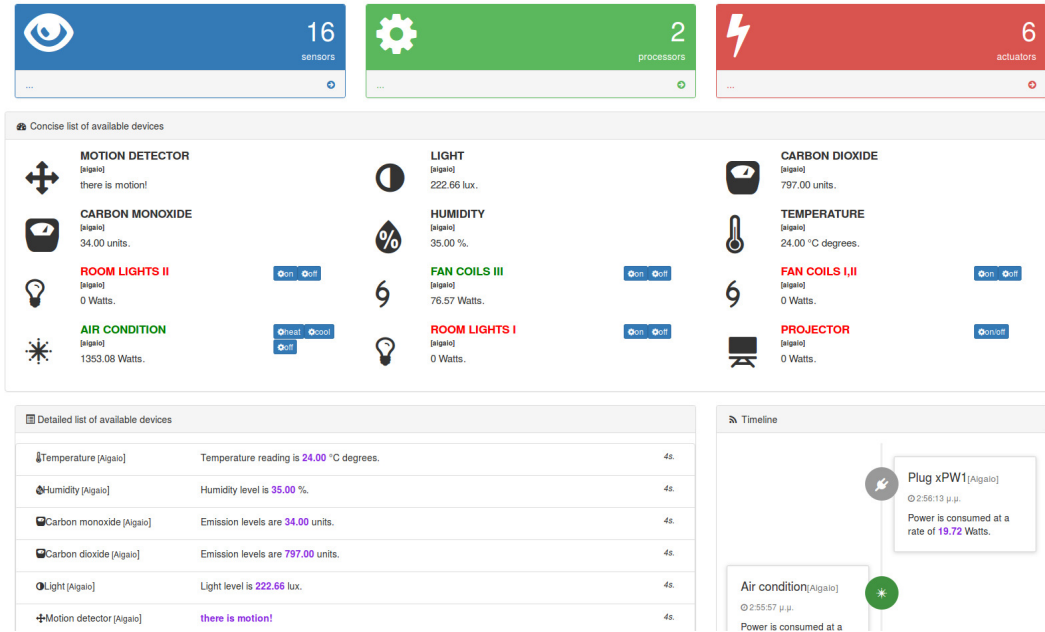 16
sensors
...
2
processors
...
6
actuators
...
Concise list of available devices
MOTION DETECTOR
[aigaio]
there is motion!
LIGHT
[aigaio]
222.66 lux.
CARBON DIOXIDE
[aigaio]
797.00 units.
CARBON MONOXIDE
[aigaio]
34.00 units.
HUMIDITY
[aigaio]
35.00 %.
TEMPERATURE
[aigaio]
24.00 °C degrees.
ROOM LIGHTS II
[aigaio]
0 Watts.
on off
FAN COILS III
[aigaio]
76.57 Watts.
on off
FAN COILS I,II
[aigaio]
0 Watts.
on off
AIR CONDITION
[aigaio]
1353.08 Watts.
heat cool
off
ROOM LIGHTS I
[aigaio]
0 Watts.
on off
PROJECTOR
[aigaio]
0 Watts.
on/off
Detailed list of available devices
Temperature [Aigaio] Temperature reading is 24.00 °C degrees. 4s.
Humidity [Aigaio] Humidity level is 35.00 %. 4s.
Carbon monoxide [Aigaio] Emission levels are 34.00 units. 4s.
Carbon dioxide [Aigaio] Emission levels are 797.00 units. 4s.
Light [Aigaio] Light level is 222.66 lux. 4s.
Motion detector [Aigaio] there is motion! 4s.
Timeline
Plug xPW1[Aigaio]
2:56:13 μ.μ.
Power is consumed at a
rate of 19.72 Watts.
Air condition[Aigaio]
2:55:57 μ.μ.
Power is consumed at a